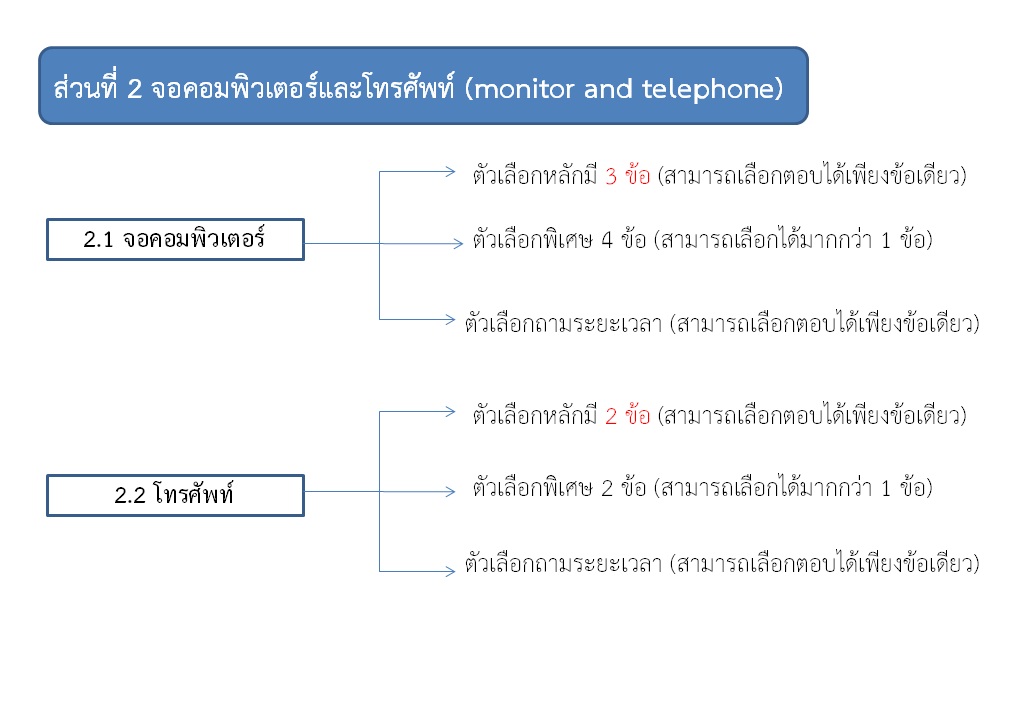 ส่วนที่ 2 จอคอมพิวเตอร์และโทรศัพท์ (monitor and telephone)
ตัวเลือกหลักมี 3 ข้อ (สามารถเลือกตอบได้เพียงข้อเดียว)
2.1 จอคอมพิวเตอร์
ตัวเลือกพิเศษ 4 ข้อ (สามารถเลือกได้มากกว่า 1 ข้อ)
ตัวเลือกถามระยะเวลา (สามารถเลือกตอบได้เพียงข้อเดียว)
ตัวเลือกหลักมี 2 ข้อ (สามารถเลือกตอบได้เพียงข้อเดียว)
2.2 โทรศัพท์
ตัวเลือกพิเศษ 2 ข้อ (สามารถเลือกได้มากกว่า 1 ข้อ)
ตัวเลือกถามระยะเวลา (สามารถเลือกตอบได้เพียงข้อเดียว)